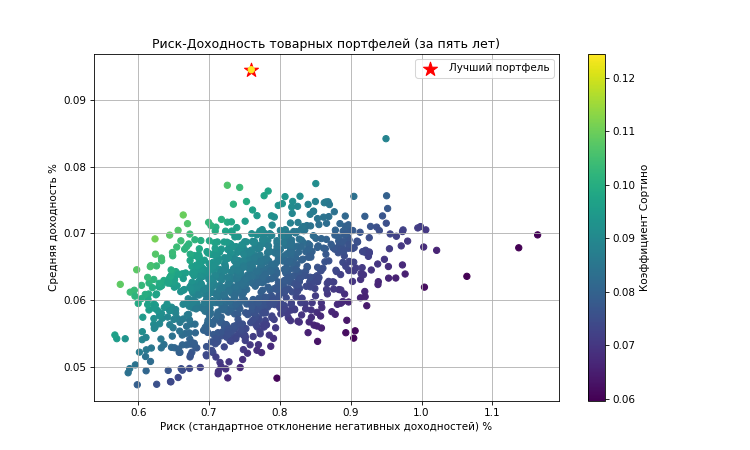 Риск-Доходность товарных портфелей (за пять лет)
Лучший портфель
Средняя доходность %
0.09
0.08
0.07
0.06
0.05
0.6 0.7 0.8 0.9 1.0 1.1
Риск (стандартное отклонение негативных доходностей) %
0.12
0.11
0.10
0.09
0.08
0.07
0.06
Коэффициент Сортино